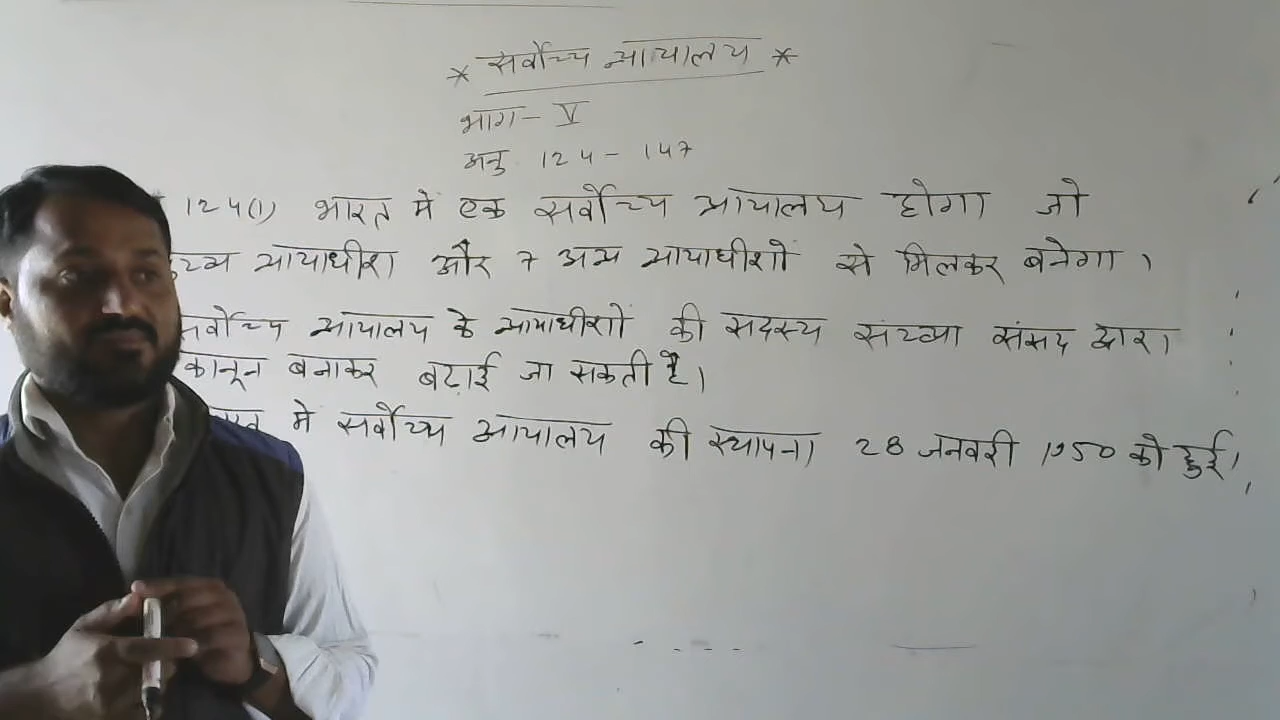 * सर्वोच्च न्यायालय *
भाग - V
अनु. 124 - 147
124(1) भारत में एक सर्वोच्च न्यायालय होगा जो
न्यायाधीश और 7 अन्य न्यायाधीशों से मिलकर बनेगा।
सर्वोच्च न्यायालय के न्यायाधीशों की सदस्य संख्या संसद द्वारा
कानून बनाकर बढ़ाई जा सकती है।
मे सर्वोच्च न्यायालय की स्थापना 28 जनवरी 1950 को हुई।